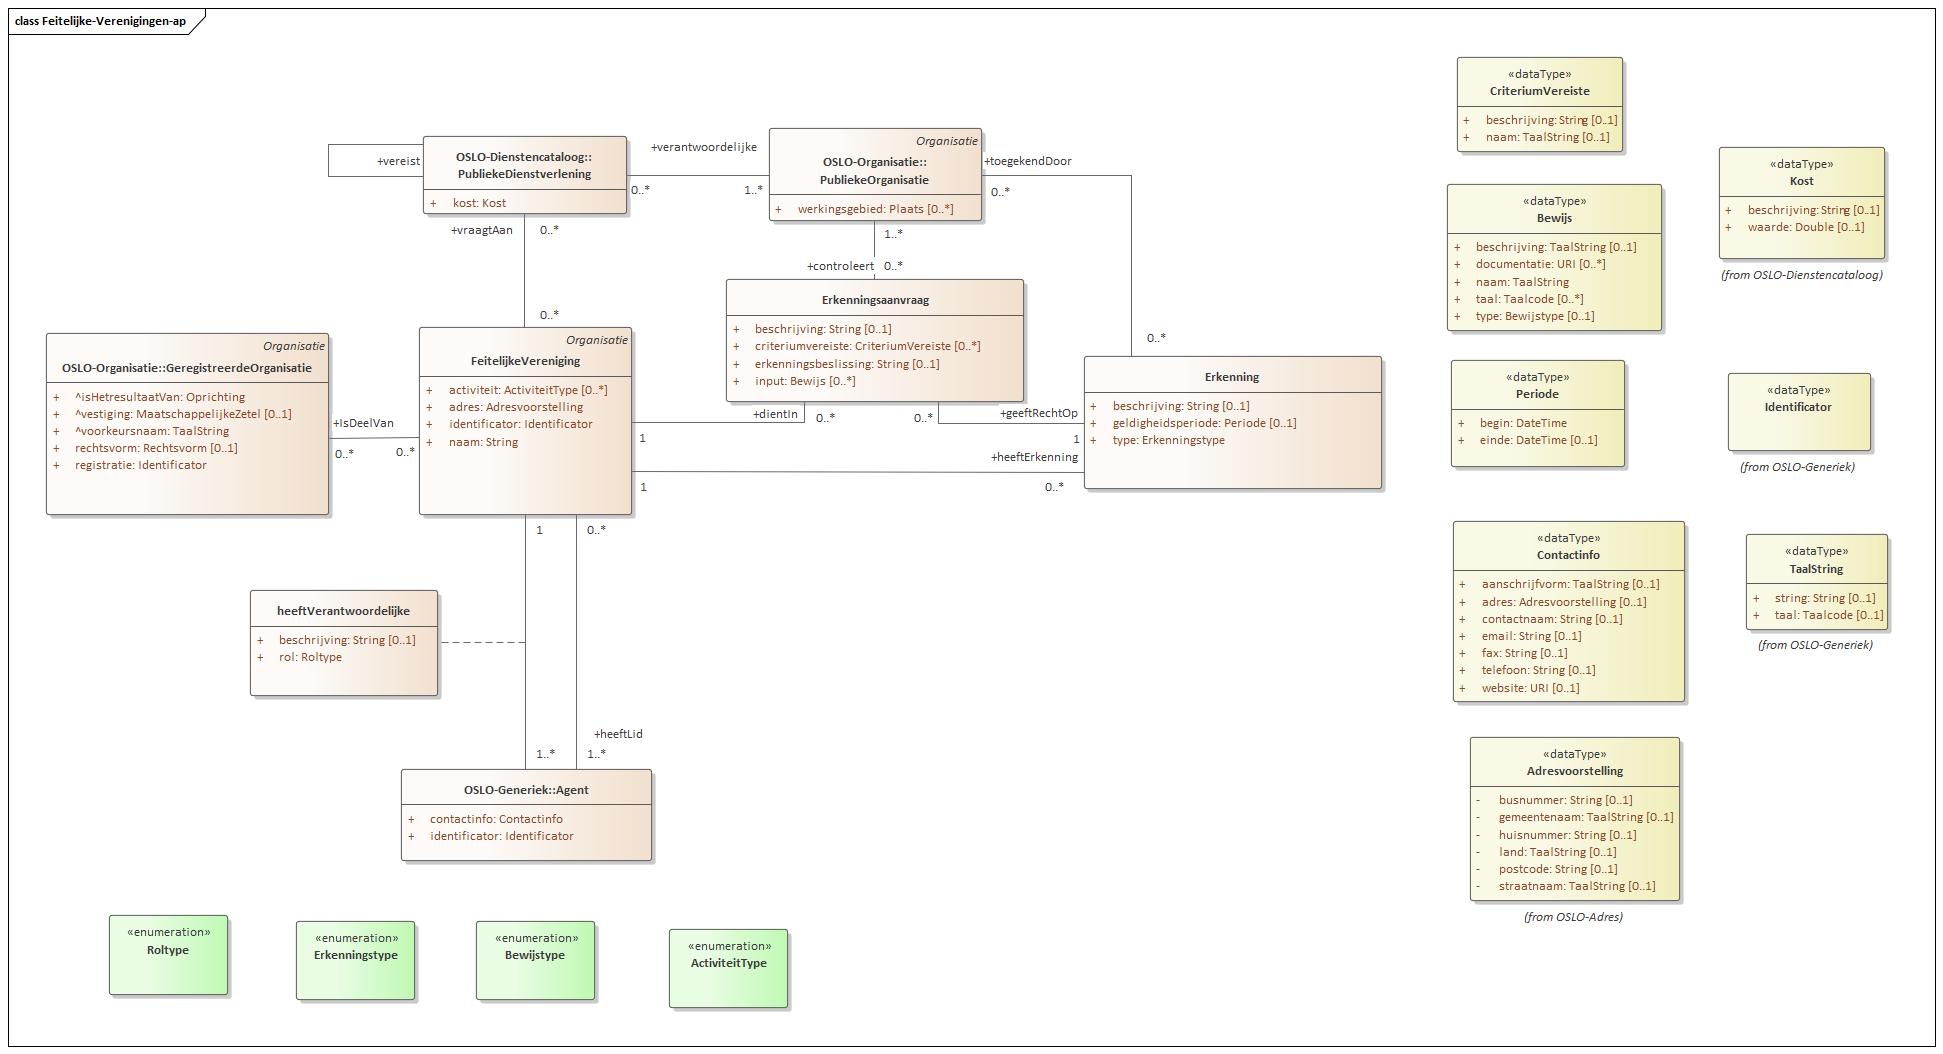 class Feitelijke-Verenigingen-ap
+vereist
OSLO-Dienstencataloog::
PubliekeDienstverlening
+ kost: Kost
+verantwoordelijke
0..*
1..*
Organisatie
OSLO-Organisatie::
PubliekeOrganisatie
+ werkingsgebied: Plaats [0..*]
+toegekendDoor
0..*
+vraagtAan
0..*
0..*
1..*
+controleert 0..*
0..*
Erkenningsaanvraag
+ beschrijving: String [0..1]
+ criteriumvereiste: CriteriumVereiste [0..*]
+ erkenningsbeslissing: String [0..1]
+ input: Bewijs [0..*]
Organisatie
OSLO-Organisatie::GeregistreerdeOrganisatie
+ ^isHetresultaatVan: Oprichting
+ ^vestiging: MaatschappelijkeZetel [0..1]
+ ^voorkeursnaam: TaalString
+ rechtsvorm: Rechtsvorm [0..1]
+ registratie: Identificator
+IsDeelVan
0..*
0..*
Organisatie
FeitelijkeVereniging
+ activiteit: ActiviteitType [0..*]
+ adres: Adresvoorstelling
+ identificator: Identificator
+ naam: String
+dientIn
0..*
1
0..*
+geeftRechtOp
1
+heeftErkenning
1
0..*
Erkenning
+ beschrijving: String [0..1]
+ geldigheidsperiode: Periode [0..1]
+ type: Erkenningstype
1
0..*
heeftVerantwoordelijke
+ beschrijving: String [0..1]
+ rol: Roltype
+heeftLid
1..*
1..*
OSLO-Generiek::Agent
+ contactinfo: Contactinfo
+ identificator: Identificator
«enumeration»
Roltype
«enumeration»
Erkenningstype
«enumeration»
Bewijstype
«enumeration»
ActiviteitType
«dataType»
CriteriumVereiste
+ beschrijving: String [0..1]
+ naam: TaalString [0..1]
«dataType»
Kost
+ beschrijving: String [0..1]
+ waarde: Double [0..1]
(from OSLO-Dienstencataloog)
«dataType»
Bewijs
+ beschrijving: TaalString [0..1]
+ documentatie: URI [0..*]
+ naam: TaalString
+ taal: Taalcode [0..*]
+ type: Bewijstype [0..1]
«dataType»
Periode
+ begin: DateTime
+ einde: DateTime [0..1]
«dataType»
Identificator
(from OSLO-Generiek)
«dataType»
Contactinfo
+ aanschrijfvorm: TaalString [0..1]
+ adres: Adresvoorstelling [0..1]
+ contactnaam: String [0..1]
+ email: String [0..1]
+ fax: String [0..1]
+ telefoon: String [0..1]
+ website: URI [0..1]
«dataType»
TaalString
+ string: String [0..1]
+ taal: Taalcode [0..1]
(from OSLO-Generiek)
«dataType»
Adresvoorstelling
- busnummer: String [0..1]
- gemeentenaam: TaalString [0..1]
- huisnummer: String [0..1]
- land: TaalString [0..1]
- postcode: String [0..1]
- straatnaam: TaalString [0..1]
(from OSLO-Adres)